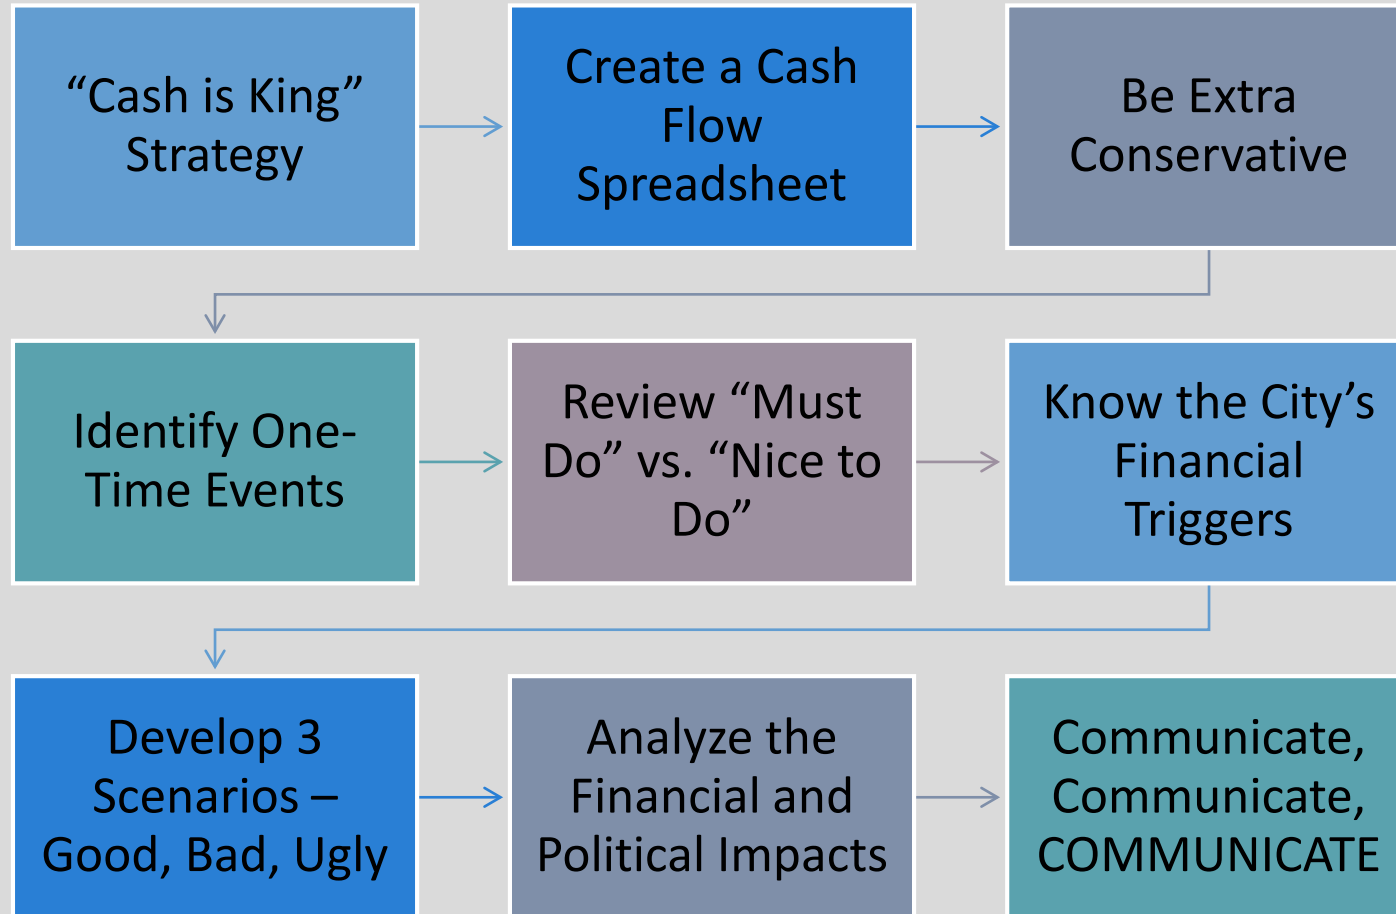 “Cash is King”
Strategy
Create a Cash
Flow
Spreadsheet
Be Extra
Conservative
Identify One-
Time Events
Review “Must
Do” vs. “Nice to
Do”
Know the City’s
Financial
Triggers
Develop 3
Scenarios –
Good, Bad, Ugly
Analyze the
Financial and
Political Impacts
Communicate,
Communicate,
COMMUNICATE